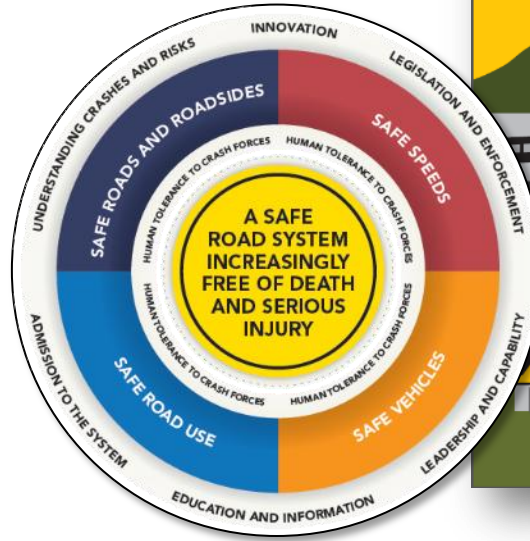 INNOVATION
LEGISLATION AND ENFORCEMENT
LEADERSHIP AND CAPABILITY
EDUCATION AND INFORMATION
ADMISSION TO THE SYSTEM
UNDERSTANDING CRASHES AND RISKS
SAFE ROADS AND ROADSIDES
SAFE SPEEDS
SAFE VEHICLES
SAFE ROAD USE
HUMAN TOLERANCE TO CRASH FORCES
HUMAN TOLERANCE TO CRASH FORCES
HUMAN TOLERANCE TO CRASH FORCES
HUMAN TOLERANCE TO CRASH FORCES
A SAFE
ROAD SYSTEM
INCREASINGLY
FREE OF DEATH
AND SERIOUS
INJURY